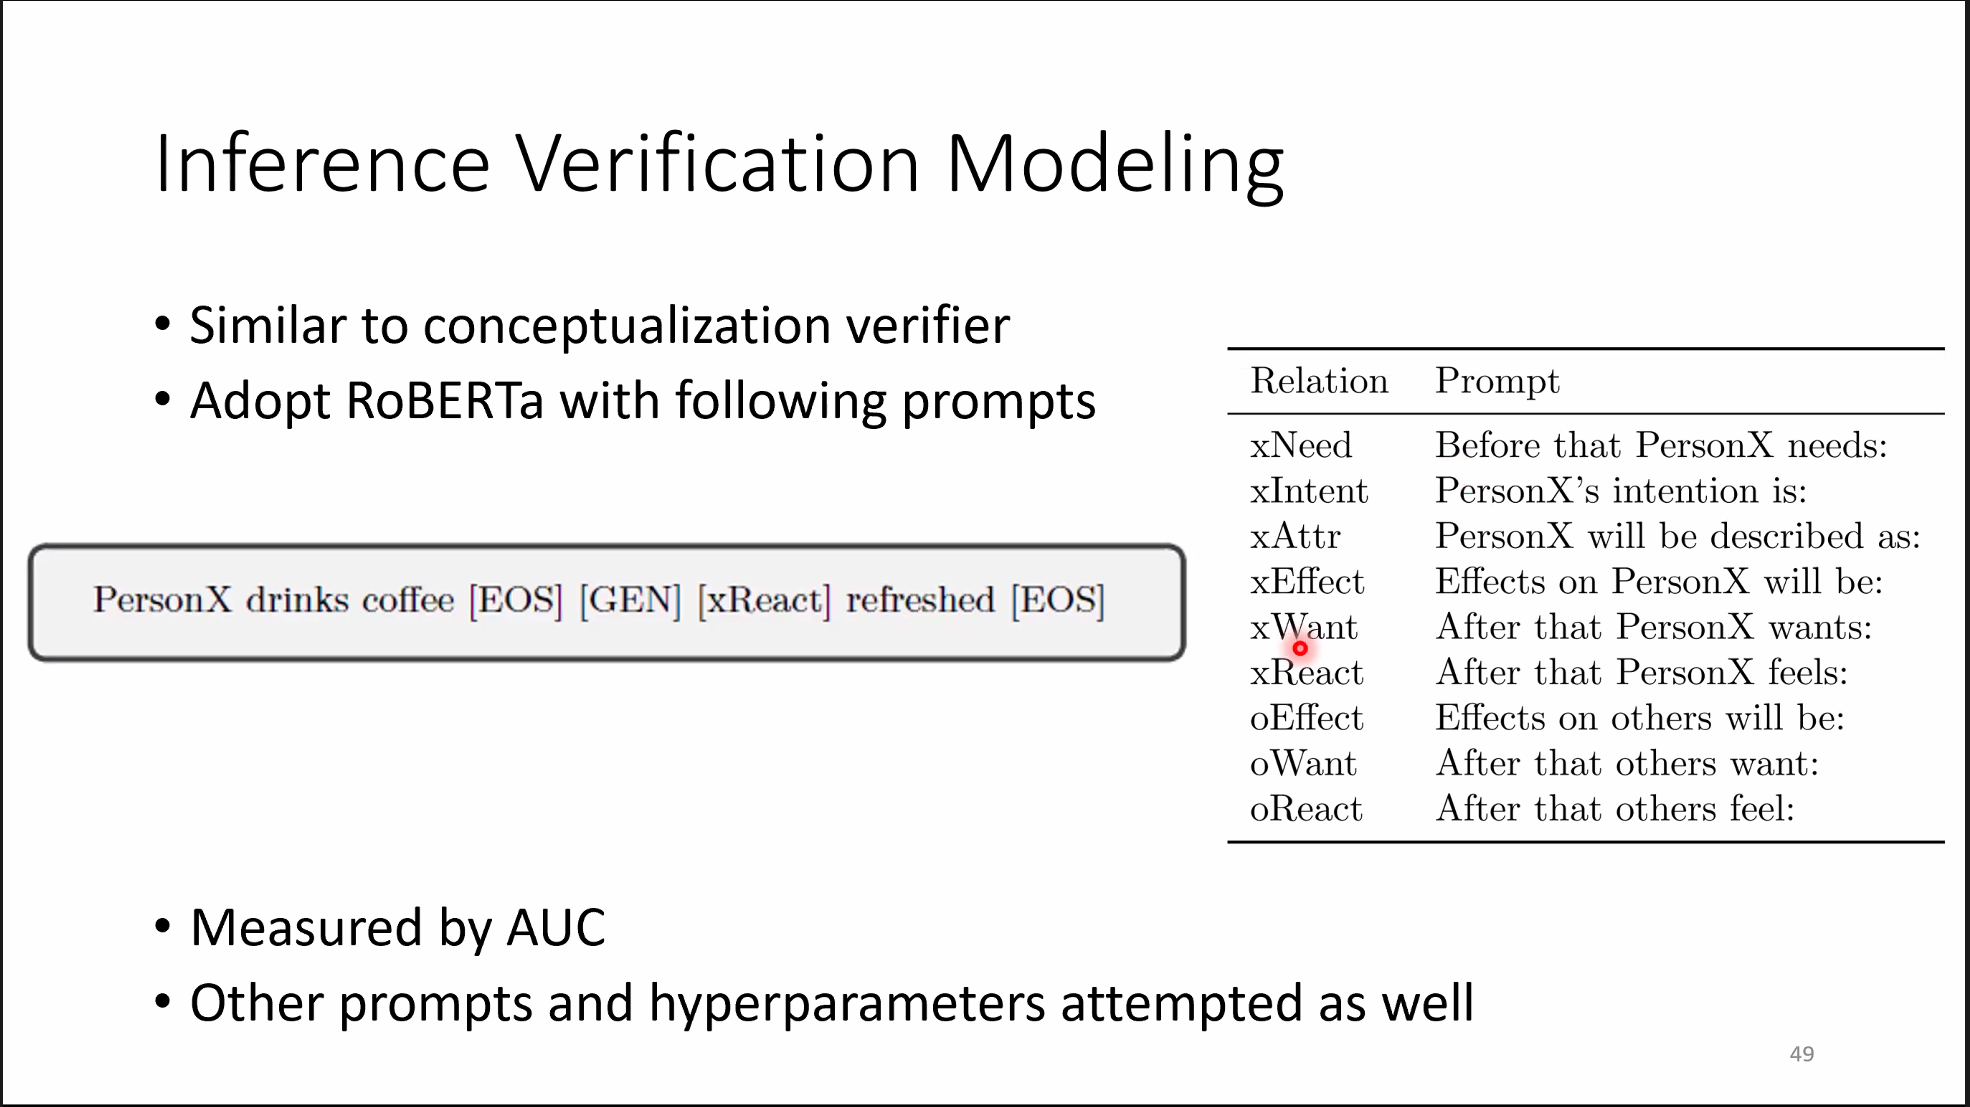 Inference Verification Modeling
• Similar to conceptualization verifier
• Adopt RoBERTa with following prompts
PersonX drinks coffee [EOS] [GEN] [xReact] refreshed [EOS]
Relation Prompt
xNeed Before that PersonX needs:
xIntent PersonX’s intention is:
xAttr PersonX will be described as:
xEffect Effects on PersonX will be:
xWant After that PersonX wants:
xReact After that PersonX feels:
oEffect Effects on others will be:
oWant After that others want:
oReact After that others feel:
• Measured by AUC
• Other prompts and hyperparameters attempted as well
49